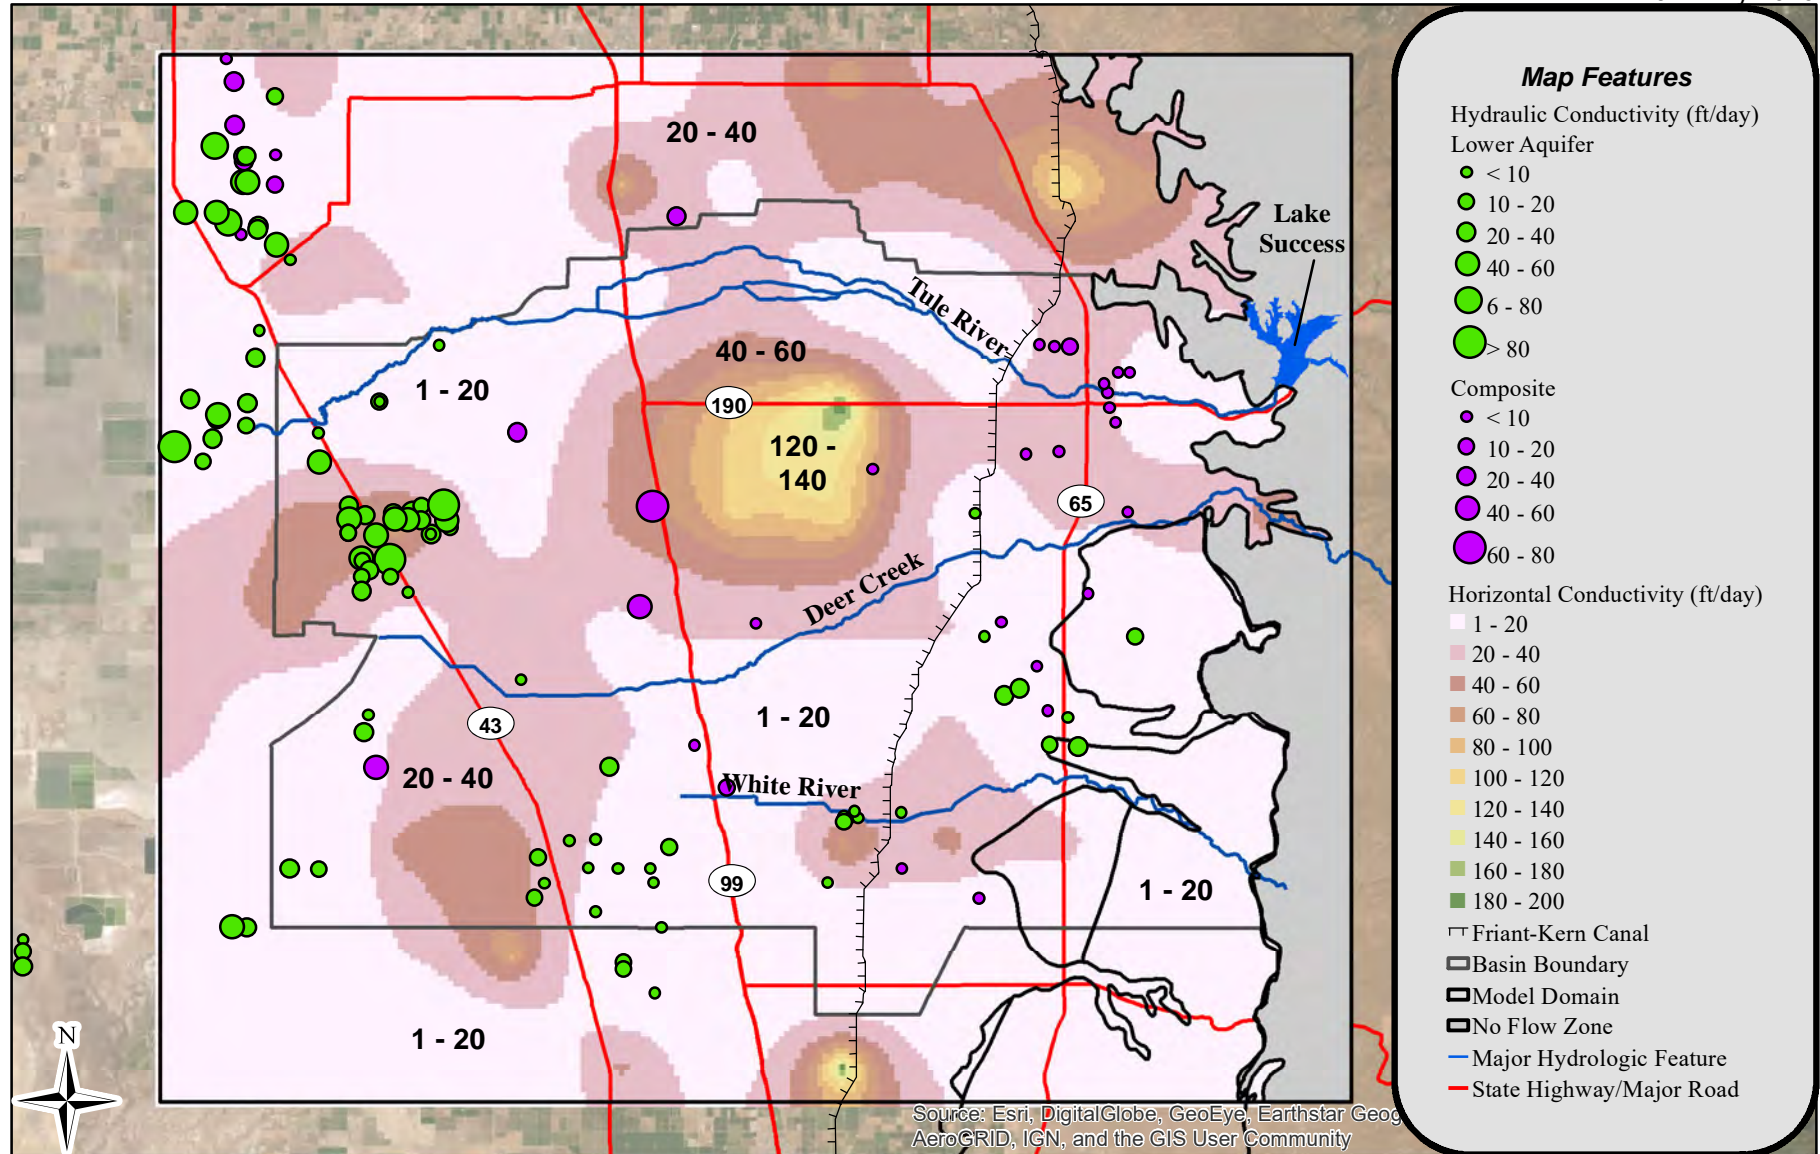 20 - 40
Lake
Success
Tule River
40 - 60
1 - 20
190
120 -
140
65
Deer Creek
1 - 20
43
20 - 40
White River
99
1 - 20
1 - 20
N
Source: Esri, DigitalGlobe, GeoEye, Earthstar Geog
AeroGRID, IGN, and the GIS User Community
Map Features
Hydraulic Conductivity (ft/day)
Lower Aquifer
< 10
10 - 20
20 - 40
40 - 60
6 - 80
> 80
Composite
< 10
10 - 20
20 - 40
40 - 60
60 - 80
Horizontal Conductivity (ft/day)
1 - 20
20 - 40
40 - 60
60 - 80
80 - 100
100 - 120
120 - 140
140 - 160
160 - 180
180 - 200
Friant-Kern Canal
Basin Boundary
Model Domain
No Flow Zone
Major Hydrologic Feature
State Highway/Major Road